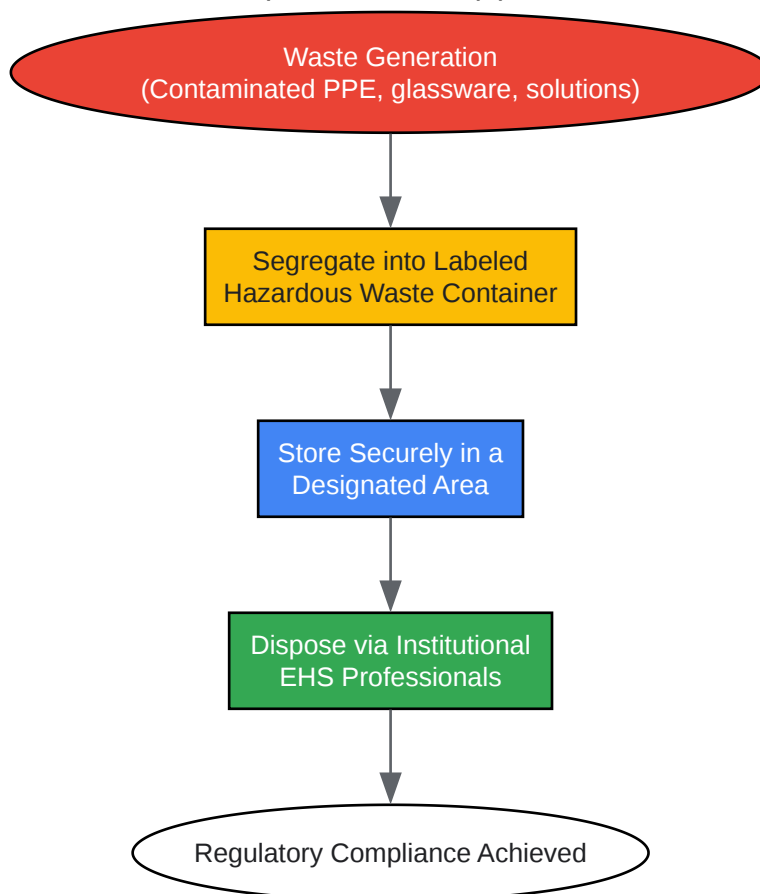 Waste Generation
(Contaminated PPE, glassware, solutions)
Segregate into Labeled
Hazardous Waste Container
Store Securely in a
Designated Area
Dispose via Institutional
EHS Professionals
Regulatory Compliance Achieved